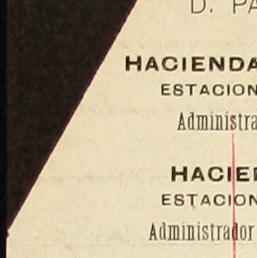 D. PA
HACIENDA
ESTACION
Administra
HACIE
ESTACION
Administrador